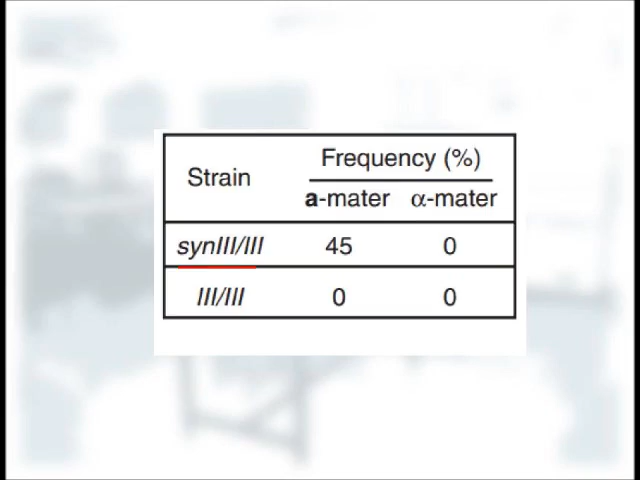 Frequency (%)
Strain
a-mater α-mater
synIII/III 45 0
III/III 0 0